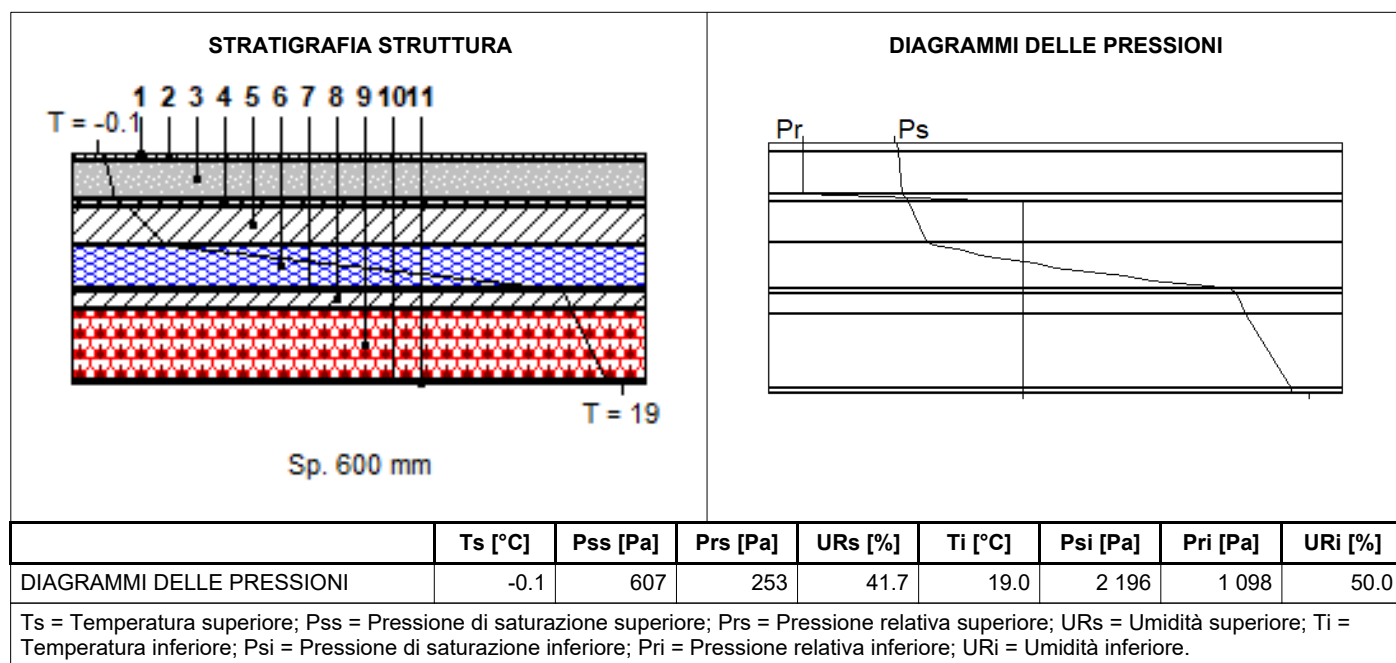 STRATIGRAFIA STRUTTURA
1 2 3 4 5 6 7 8 9 10 11
T = -0.1
T = 19
Sp. 600 mm
DIAGRAMMI DELLE PRESSIONI
Pr Ps
Ts [°C] Pss [Pa] Prs [Pa] URs [%] Ti [°C] Psi [Pa] Pri [Pa] URi [%]
DIAGRAMMI DELLE PRESSIONI -0.1 607 253 41.7 19.0 2 196 1 098 50.0
Ts = Temperatura superiore; Pss = Pressione di saturazione superiore; Prs = Pressione relativa superiore; URs = Umidità superiore; Ti =
Temperatura inferiore; Psi = Pressione di saturazione inferiore; Pri = Pressione relativa inferiore; URi = Umidità inferiore.